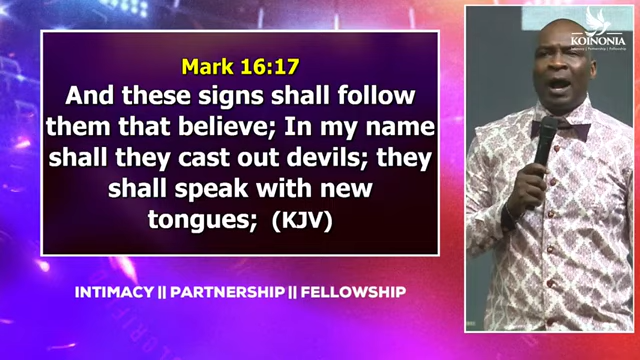 Mark 16:17
And these signs shall follow
them that believe; In my name
shall they cast out devils; they
shall speak with new
tongues; (KJV)
INTIMACY || PARTNERSHIP || FELLOWSHIP
KOINONIA